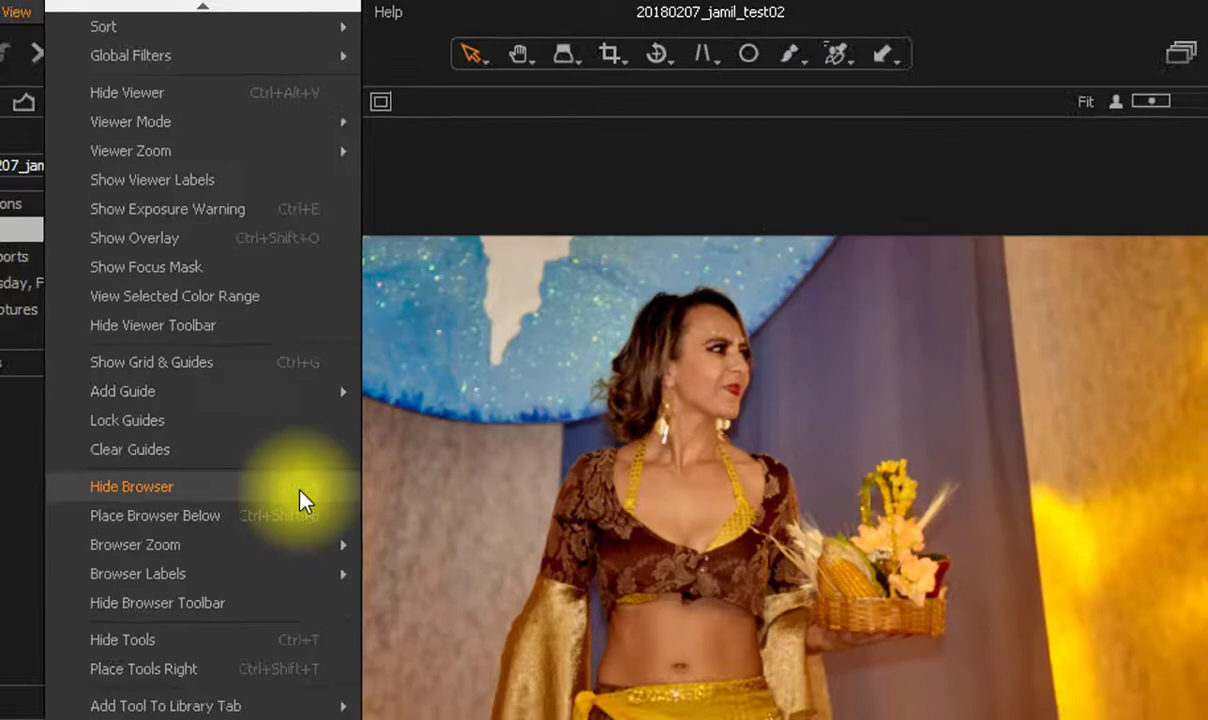 View
Help
20180207_jamil_test02
Sort
Global Filters
Hide Viewer Ctrl+Alt+V
Fit
Viewer Mode
Viewer Zoom
07_jam
Show Viewer Labels
ons
Show Exposure Warning Ctrl+E
Show Overlay Ctrl+Shift+O
ports
Show Focus Mask
sday, F
View Selected Color Range
ptures
Hide Viewer Toolbar
Show Grid & Guides Ctrl+G
Add Guide
Lock Guides
Clear Guides
Hide Browser
Place Browser Below
Browser Zoom
Browser Labels
Hide Browser Toolbar
Hide Tools Ctrl+T
Place Tools Right Ctrl+Shift+T
Add Tool To Library Tab